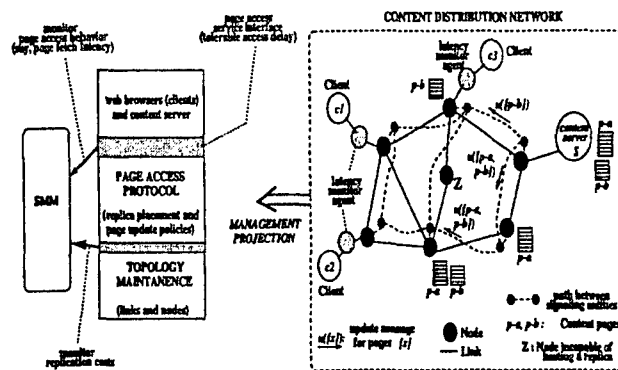 monitor
page access behavior
(say, page fetch latency)
page access
service interface
(tolerable access delay)
web browsers (clients)
and content server
SMM
PAGE ACCESS
PROTOCOL
(replica placement and
page update policies)
TOPOLOGY
MAINTANENCE
(links and nodes)
monitor
replication costs
MANAGEMENT
PROJECTION
CONTENT DISTRIBUTION NETWORK
latency
monitor
agent
c3
Client
p-b
u([p-b])
Client
c1
content
server
S
p-a
p-b
u([p-a,
p-b])
Z
latency
monitor
agent
u([p-a,
p-b])
c2
Client
p-a
p-a p-b
path between
signaling entities
p-a, p-b : Content pages
u([x]): update message
for pages [x]
Node
Link
Z : Node incapable of
hosting a replica